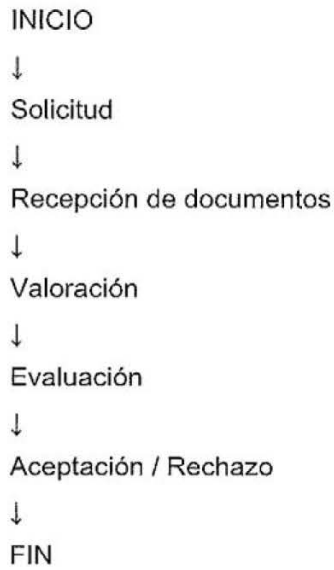 INICIO
↓
Solicitud
↓
Recepción de documentos
↓
Valoración
↓
Evaluación
↓
Aceptación / Rechazo
↓
FIN